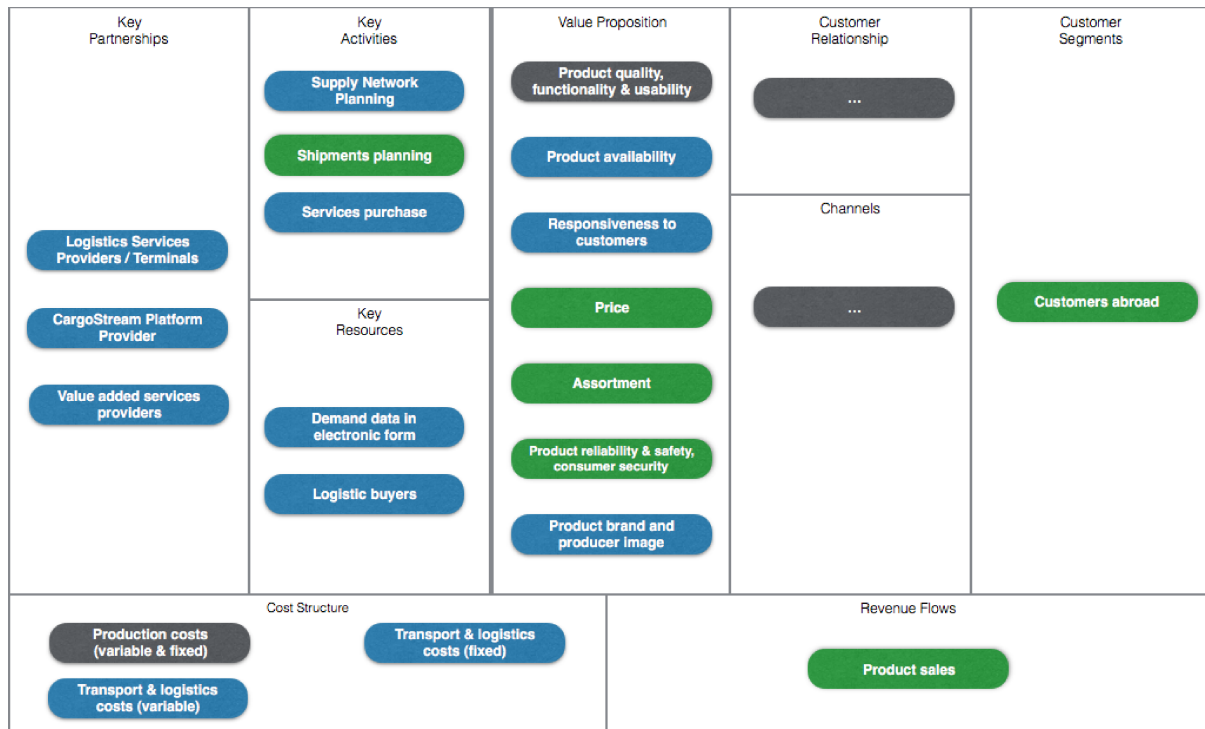 Key
Partnerships
Logistics Services
Providers / Terminals
CargoStream Platform
Provider
Value added services
providers
Key
Activities
Supply Network
Planning
Shipments planning
Services purchase
Key
Resources
Demand data in
electronic form
Logistic buyers
Value Proposition
Product quality,
functionality & usability
Product availability
Responsiveness to
customers
Price
Assortment
Product reliability & safety,
consumer security
Product brand and
producer image
Customer
Relationship
...
Channels
...
Customer
Segments
Customers abroad
Cost Structure
Production costs
(variable & fixed)
Transport & logistics
costs (fixed)
Transport & logistics
costs (variable)
Revenue Flows
Product sales